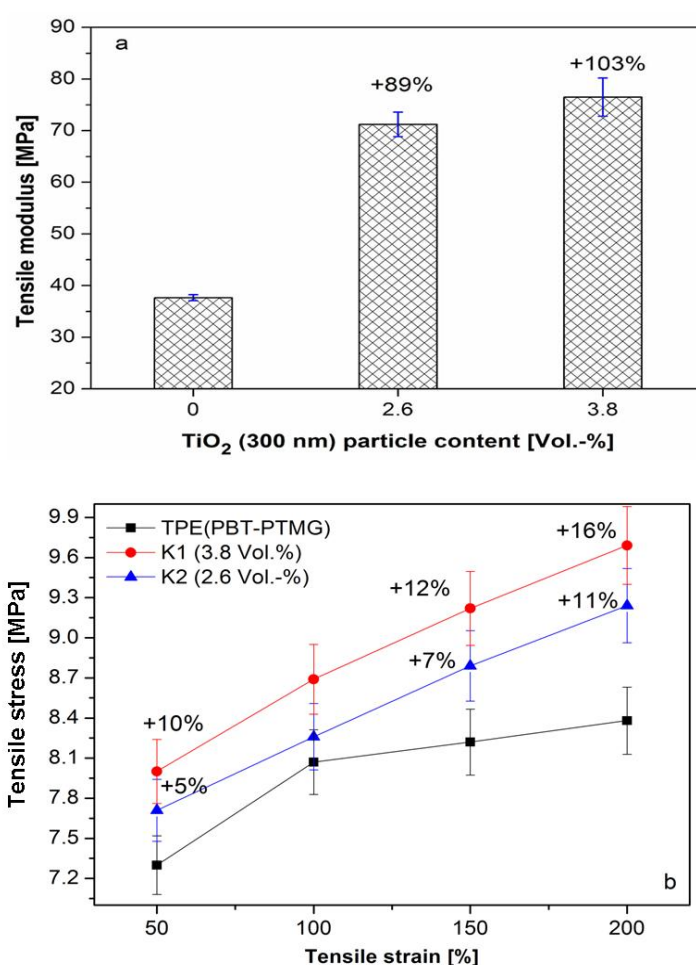 a
+89%
+103%
Tensile modulus [MPa]
90
80
70
60
50
40
30
20
0 2.6 3.8
TiO₂ (300 nm) particle content [Vol.-%]
TPE(PBT-PTMG)
K1 (3.8 Vol.%)
K2 (2.6 Vol.-%)
+16%
+12%
+11%
+7%
+10%
+5%
Tensile stress [MPa]
9.9
9.6
9.3
9.0
8.7
8.4
8.1
7.8
7.5
7.2
b
50 100 150 200
Tensile strain [%]